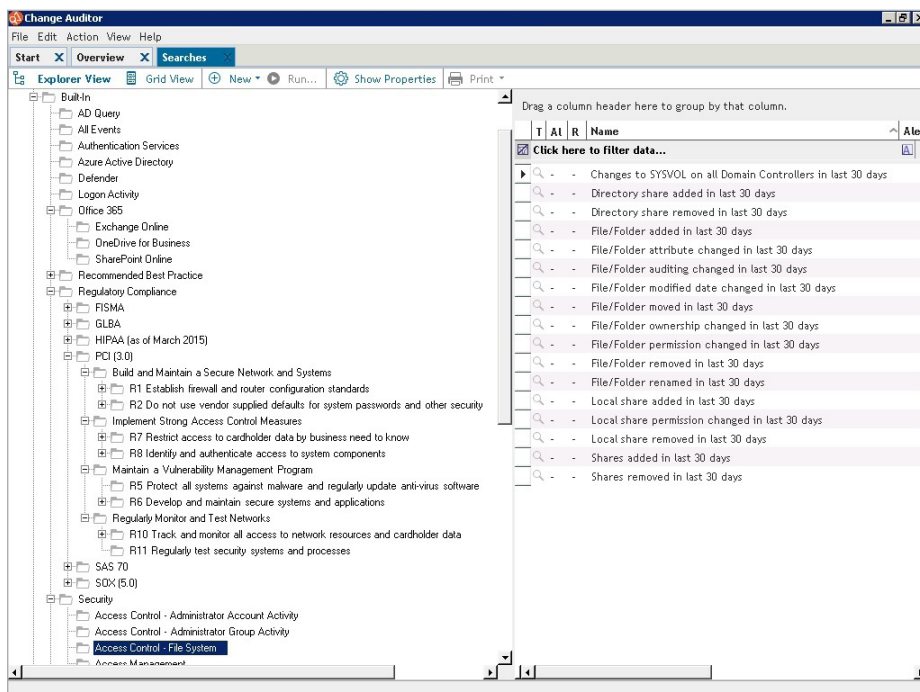 Change Auditor
File Edit Action View Help
Start X Overview X Searches X
Explorer View Grid View New Run... Show Properties Print
Built-In
AD Query
All Events
Authentication Services
Azure Active Directory
Defender
Logon Activity
Office 365
Exchange Online
OneDrive for Business
SharePoint Online
Recommended Best Practice
Regulatory Compliance
FISMA
GLBA
HIPAA (as of March 2015)
PCI (3.0)
Build and Maintain a Secure Network and Systems
R1 Establish firewall and router configuration standards
R2 Do not use vendor supplied defaults for system passwords and other security
Implement Strong Access Control Measures
R7 Restrict access to cardholder data by business need to know
R8 Identify and authenticate access to system components
Maintain a Vulnerability Management Program
R5 Protect all systems against malware and regularly update anti-virus software
R6 Develop and maintain secure systems and applications
Regularly Monitor and Test Networks
R10 Track and monitor all access to network resources and cardholder data
R11 Regularly test security systems and processes
SAS 70
SOX (5.0)
Security
Access Control - Administrator Account Activity
Access Control - Administrator Group Activity
Access Control - File System
Access Management
Drag a column header here to group by that column.
T Al R Name Ale
Click here to filter data... A
- - Changes to SYSVOL on all Domain Controllers in last 30 days
- - Directory share added in last 30 days
- - Directory share removed in last 30 days
- - File/Folder added in last 30 days
- - File/Folder attribute changed in last 30 days
- - File/Folder auditing changed in last 30 days
- - File/Folder modified date changed in last 30 days
- - File/Folder moved in last 30 days
- - File/Folder ownership changed in last 30 days
- - File/Folder permission changed in last 30 days
- - File/Folder removed in last 30 days
- - File/Folder renamed in last 30 days
- - Local share added in last 30 days
- - Local share permission changed in last 30 days
- - Local share removed in last 30 days
- - Shares added in last 30 days
- - Shares removed in last 30 days